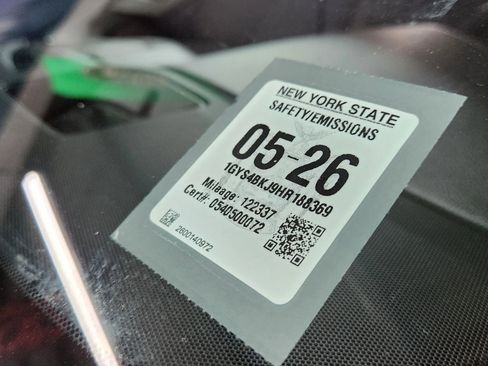 NEW YORK STATE
SAFETY/EMISSIONS
05-26
1GYS4BKJ9HR188369
Mileage: 122337
Cert#: 0540500072
2600140972